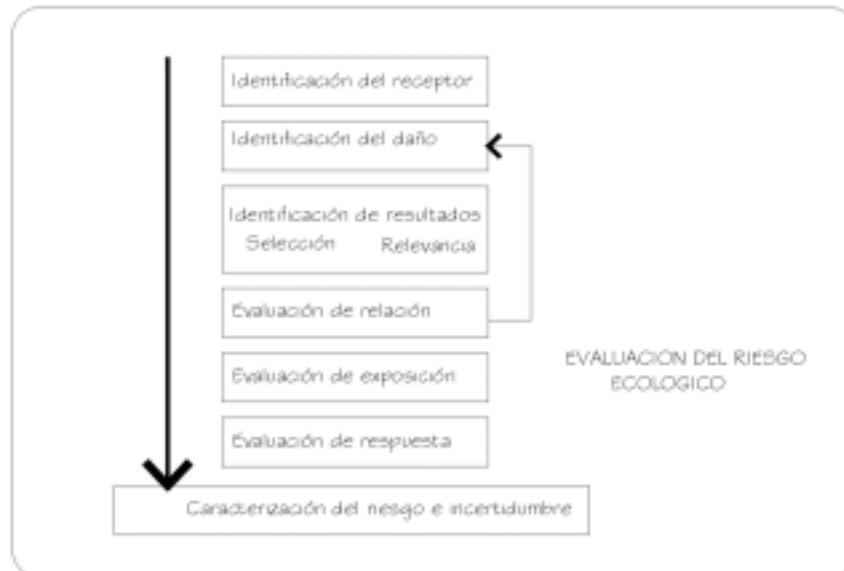 Identificación del receptor
Identificación del daño
Identificación de resultados
Selección Relevancia
Evaluación de relación
Evaluación de exposición
Evaluación de respuesta
Caracterización del riesgo e incertidumbre
EVALUACION DEL RIESGO
ECOLOGICO